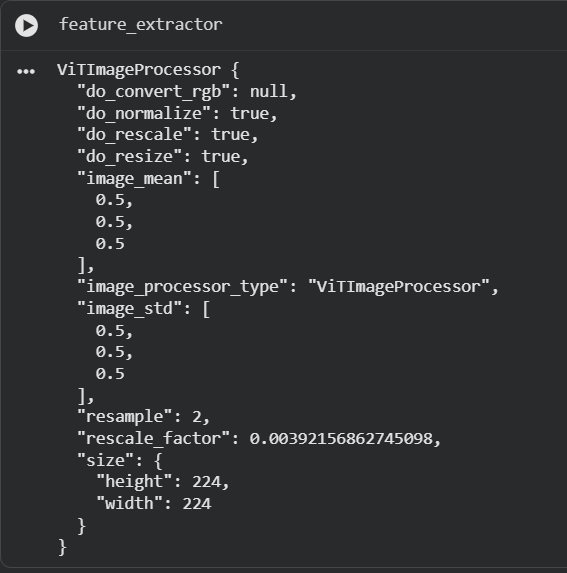 feature_extractor
ViTImageProcessor {
  "do_convert_rgb": null,
  "do_normalize": true,
  "do_rescale": true,
  "do_resize": true,
  "image_mean": [
    0.5,
    0.5,
    0.5
  ],
  "image_processor_type": "ViTImageProcessor",
  "image_std": [
    0.5,
    0.5,
    0.5
  ],
  "resample": 2,
  "rescale_factor": 0.00392156862745098,
  "size": {
    "height": 224,
    "width": 224
  }
}